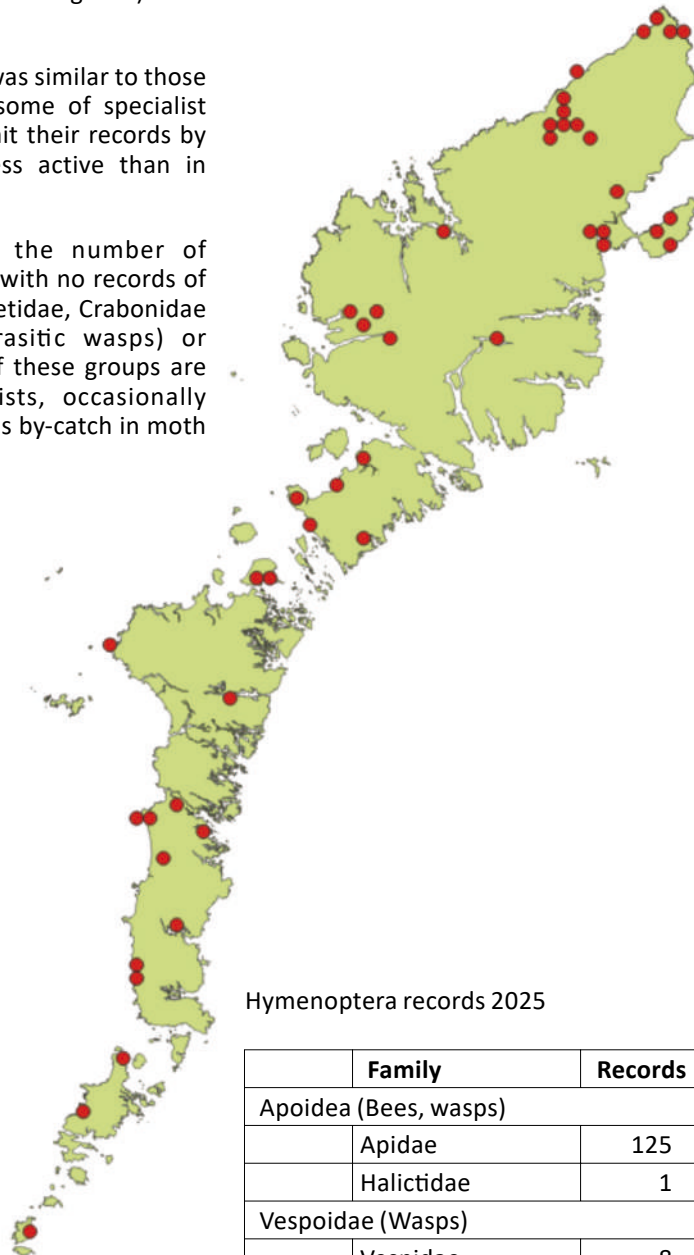 was similar to those
some of specialist
it their records by
ss active than in
the number of
with no records of
etidae, Crabonidae
rasitic wasps) or
f these groups are
ists, occasionally
s by-catch in moth
Hymenoptera records 2025
Family Records
Apoidea (Bees, wasps)
Apidae 125
Halictidae 1
Vespoidae (Wasps)
Vespidae 8